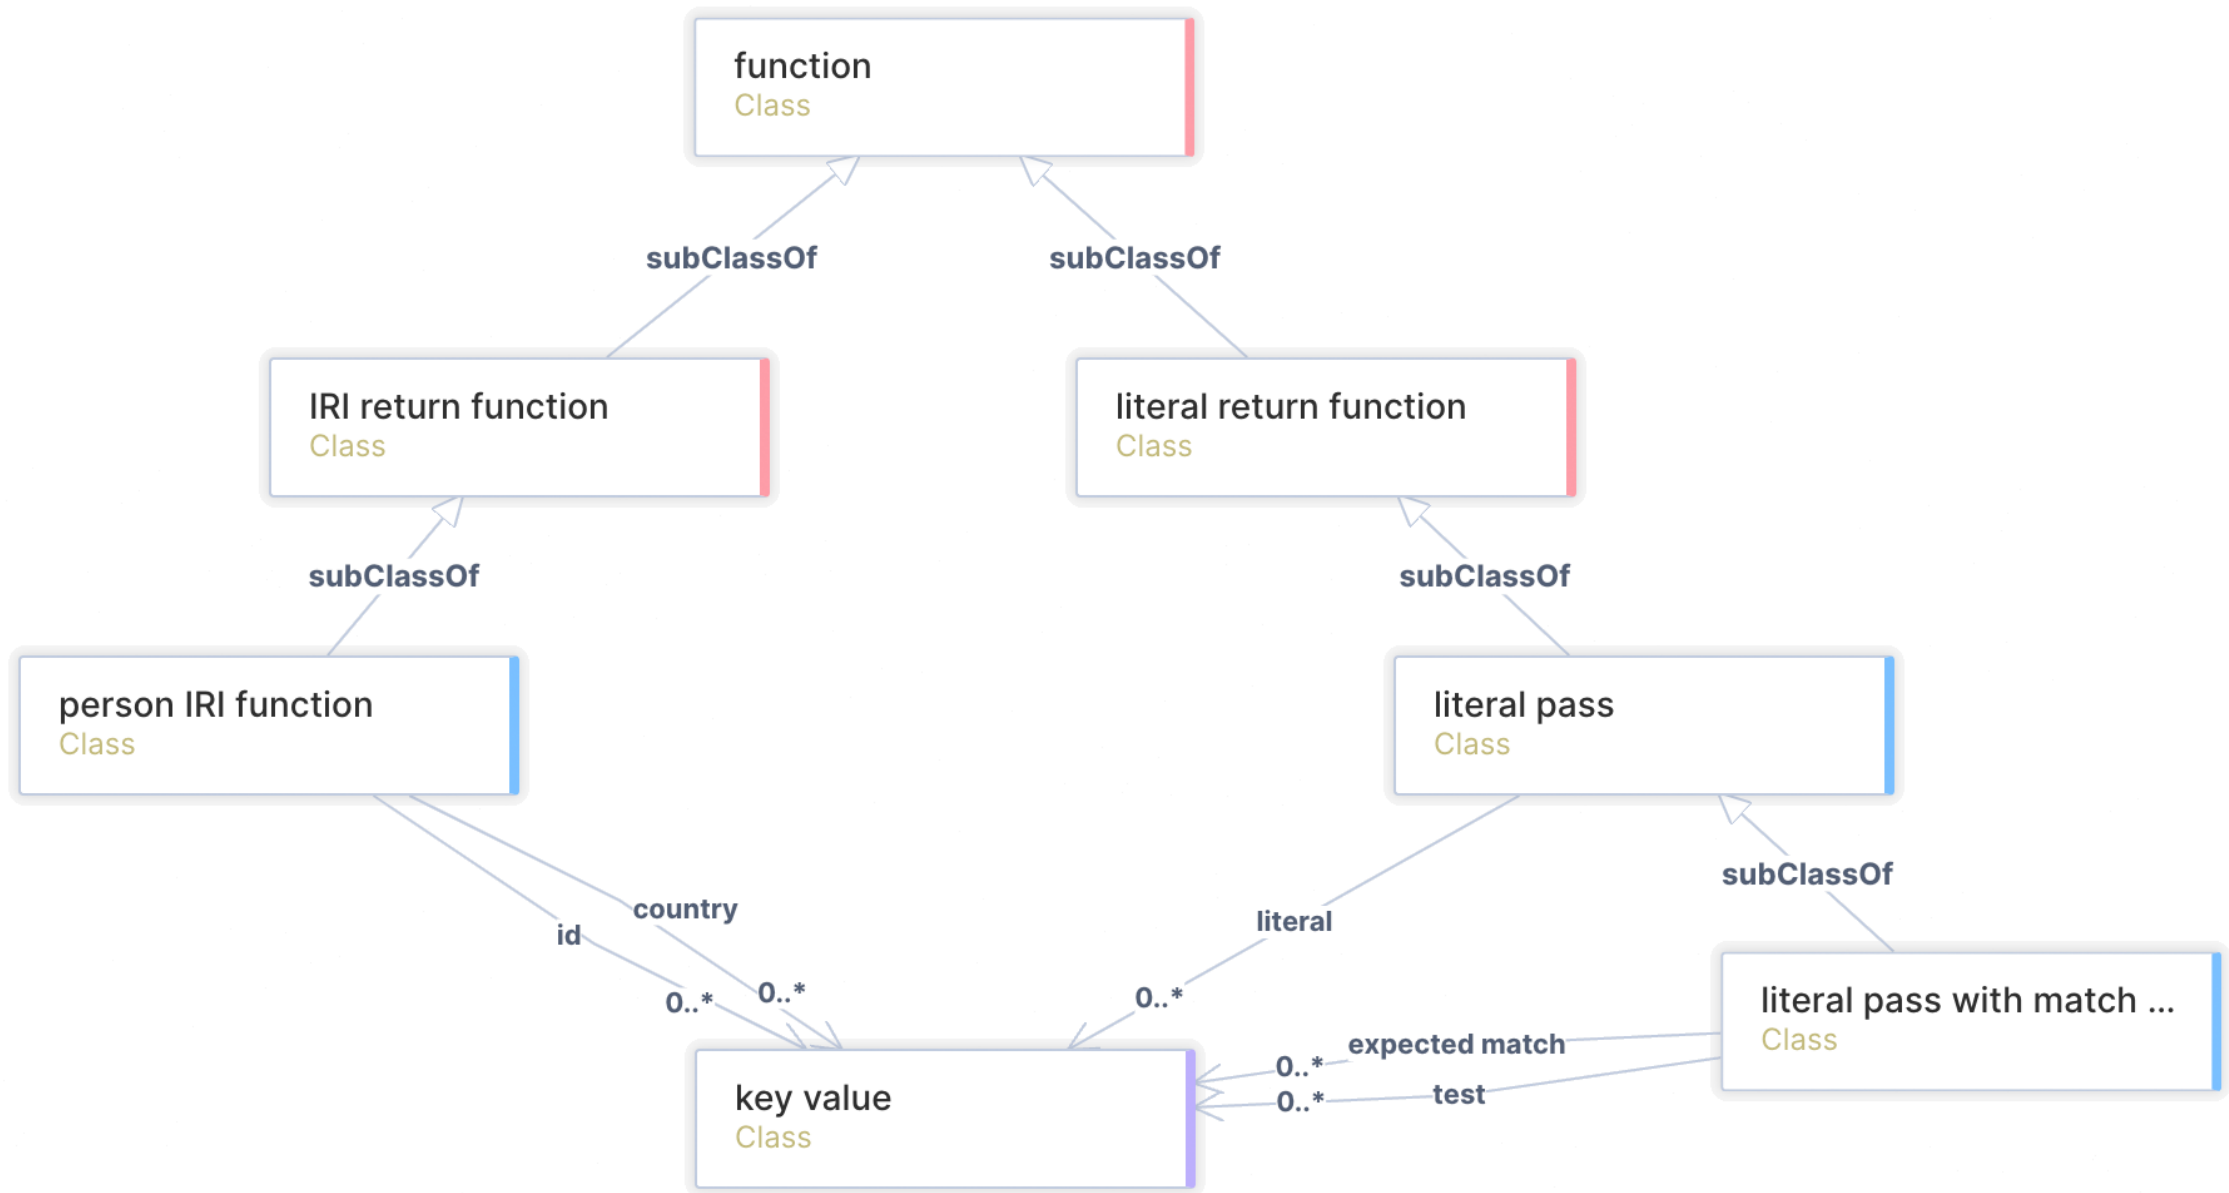 function
Class
subClassOf
subClassOf
IRI return function
Class
literal return function
Class
subClassOf
subClassOf
person IRI function
Class
literal pass
Class
subClassOf
country
id
literal
0..*
0..*
0..*
literal pass with match ...
Class
expected match
0..*
test
0..*
key value
Class